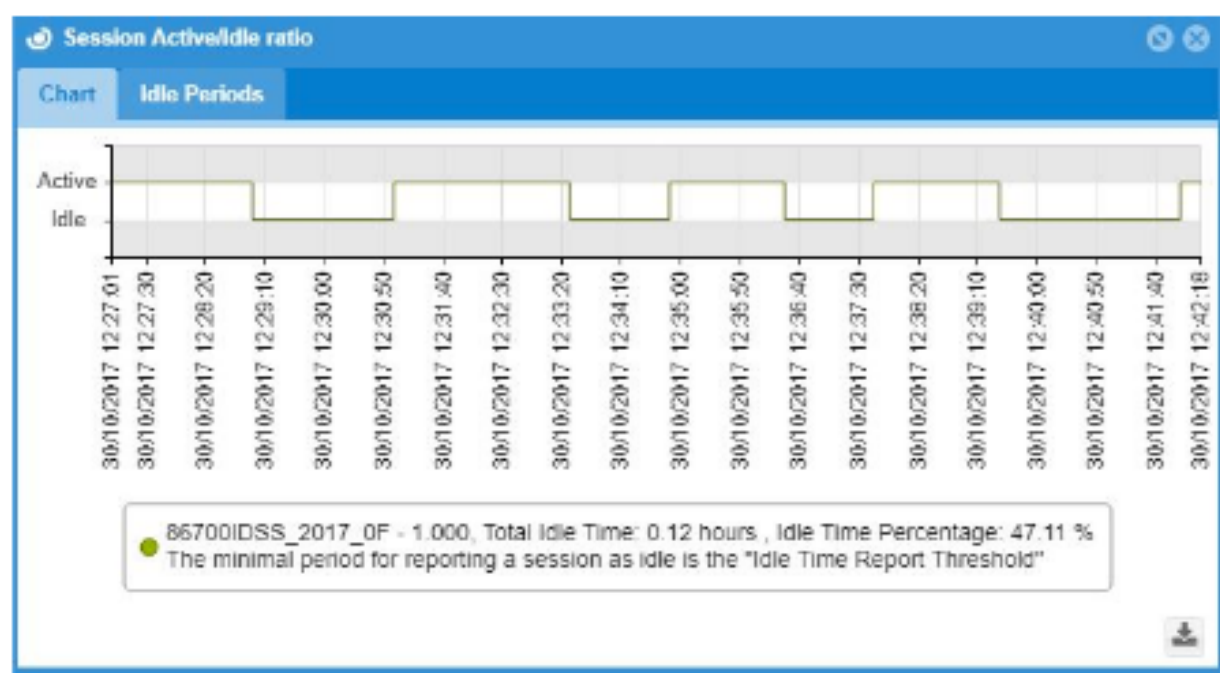 Session Active/Idle ratio
Chart
Idle Periods
Active
Idle
30/10/2017 12:27:01
30/10/2017 12:27:30
30/10/2017 12:28:20
30/10/2017 12:29:10
30/10/2017 12:30:00
30/10/2017 12:30:50
30/10/2017 12:31:40
30/10/2017 12:32:30
30/10/2017 12:33:20
30/10/2017 12:34:10
30/10/2017 12:35:00
30/10/2017 12:35:50
30/10/2017 12:36:40
30/10/2017 12:37:30
30/10/2017 12:38:20
30/10/2017 12:39:10
30/10/2017 12:40:00
30/10/2017 12:40:50
30/10/2017 12:41:40
30/10/2017 12:42:18
86700IDSS_2017_0F - 1.000, Total Idle Time: 0.12 hours , Idle Time Percentage: 47.11 %
The minimal period for reporting a session as idle is the "Idle Time Report Threshold"